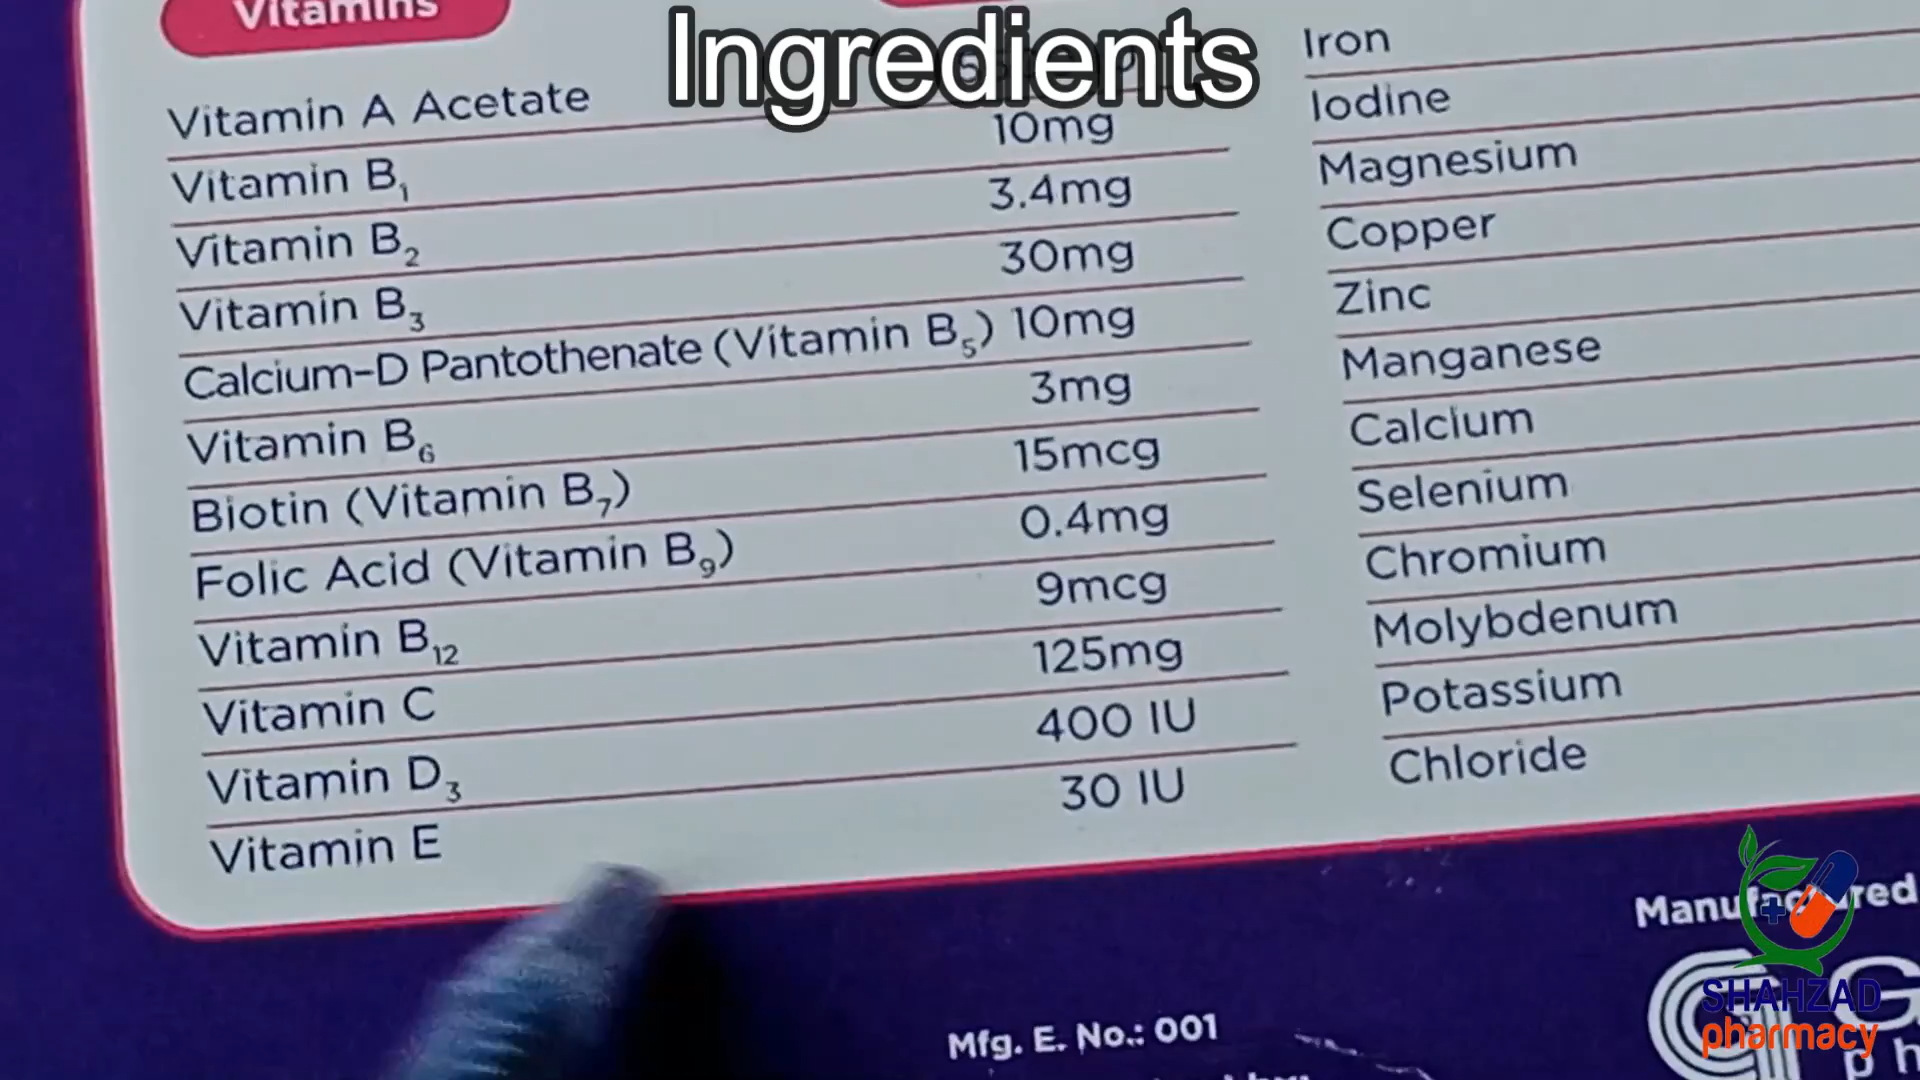 Vitamins
Ingredients
Vitamin A Acetate
Vitamin B1 10mg
Vitamin B2 3.4mg
Vitamin B3 30mg
Calcium-D Pantothenate (Vitamin B5) 10mg
Vitamin B6 3mg
Biotin (Vitamin B7) 15mcg
Folic Acid (Vitamin B9) 0.4mg
Vitamin B12 9mcg
Vitamin C 125mg
Vitamin D3 400 IU
Vitamin E 30 IU
Iron
Iodine
Magnesium
Copper
Zinc
Manganese
Calcium
Selenium
Chromium
Molybdenum
Potassium
Chloride
Mfg. E. No.: 001
SHAHZAD
pharmacy